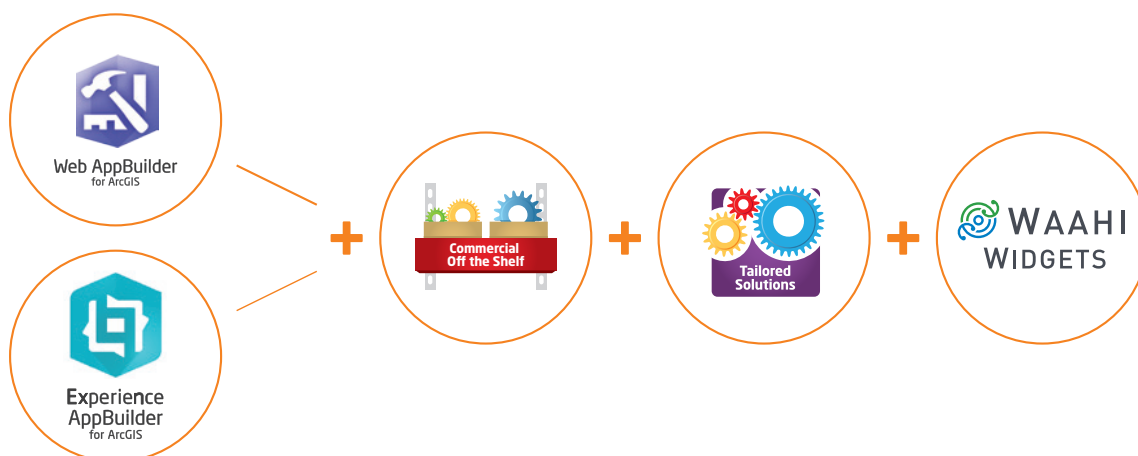 Web AppBuilder
for ArcGIS
Experience
AppBuilder
for ArcGIS
Commercial
Off the Shelf
Tailored
Solutions
WAAHI
WIDGETS